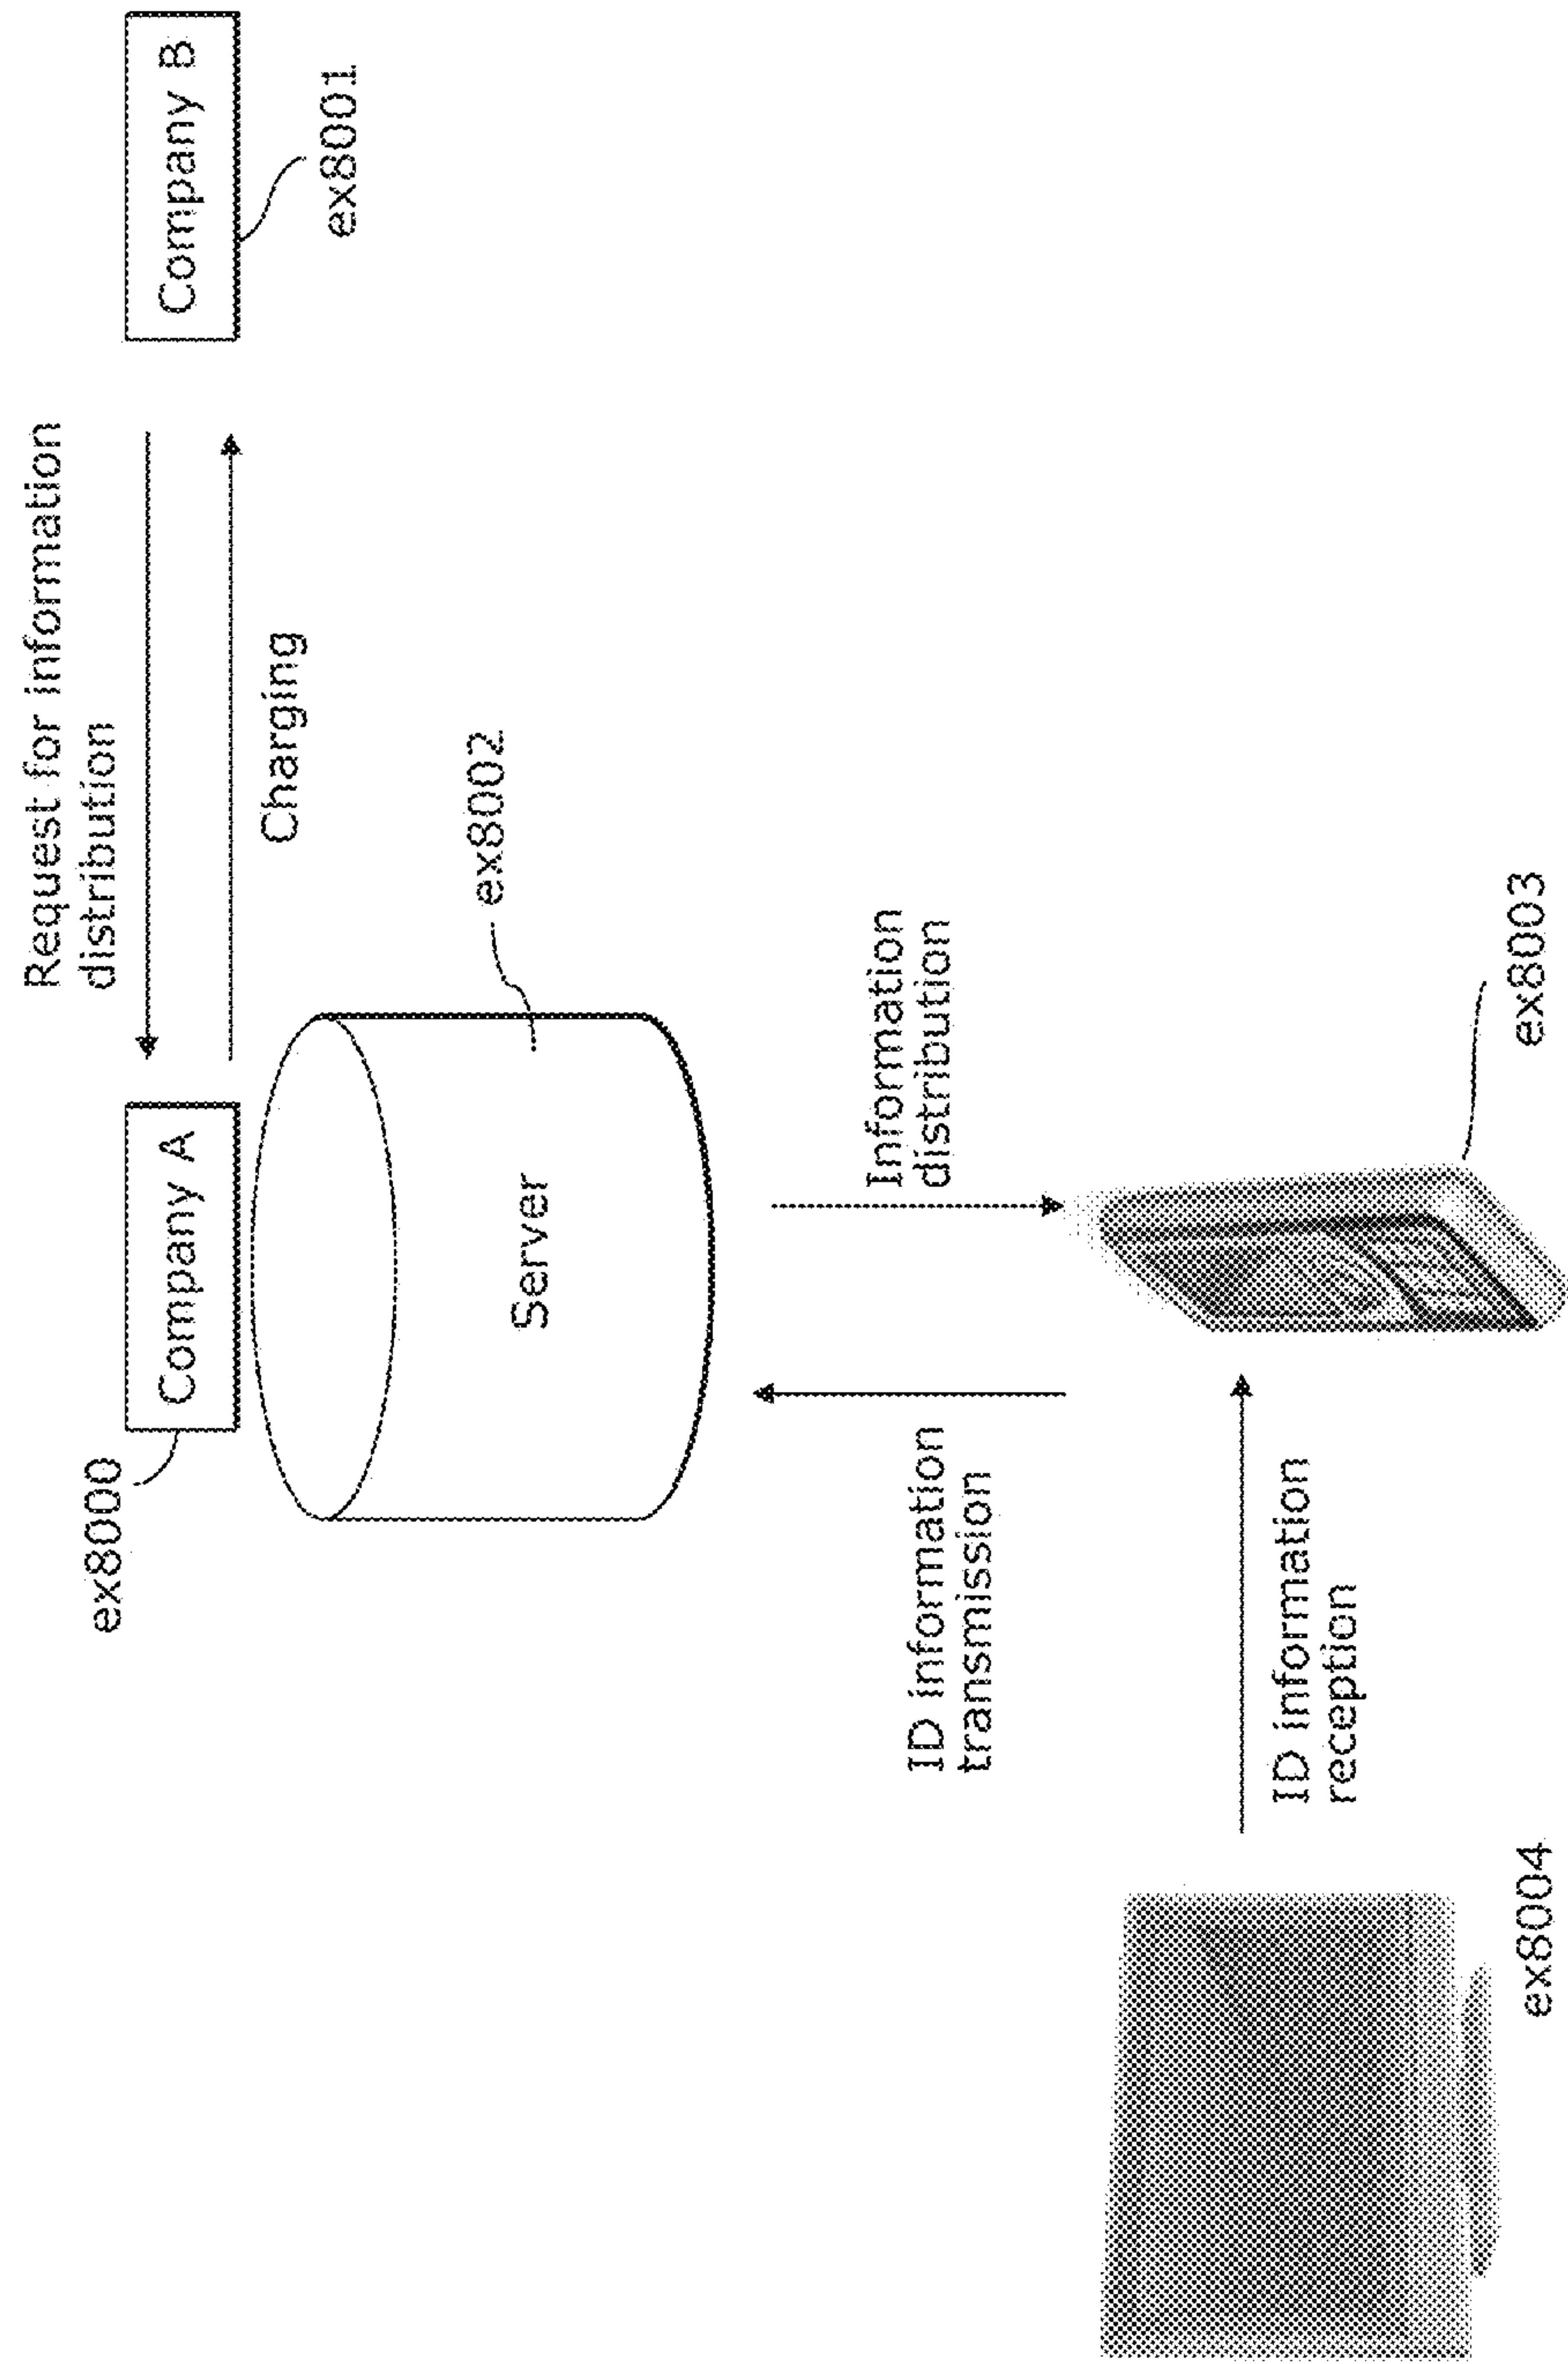 Request for information
distribution
ex8000
Company A
Company B
Charging
ex8001
ex8002
Server
ID information
transmission
Information
distribution
ID information
reception
ex8004
ex8003